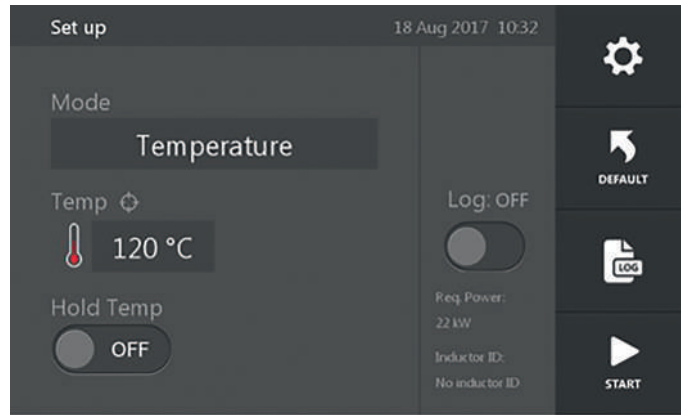 Set up
18 Aug 2017 10:32
Mode
Temperature
Temp
120 °C
Hold Temp
OFF
Log: OFF
Req. Power:
22 kW
Inductor ID:
No inductor ID
DEFAULT
LOG
START